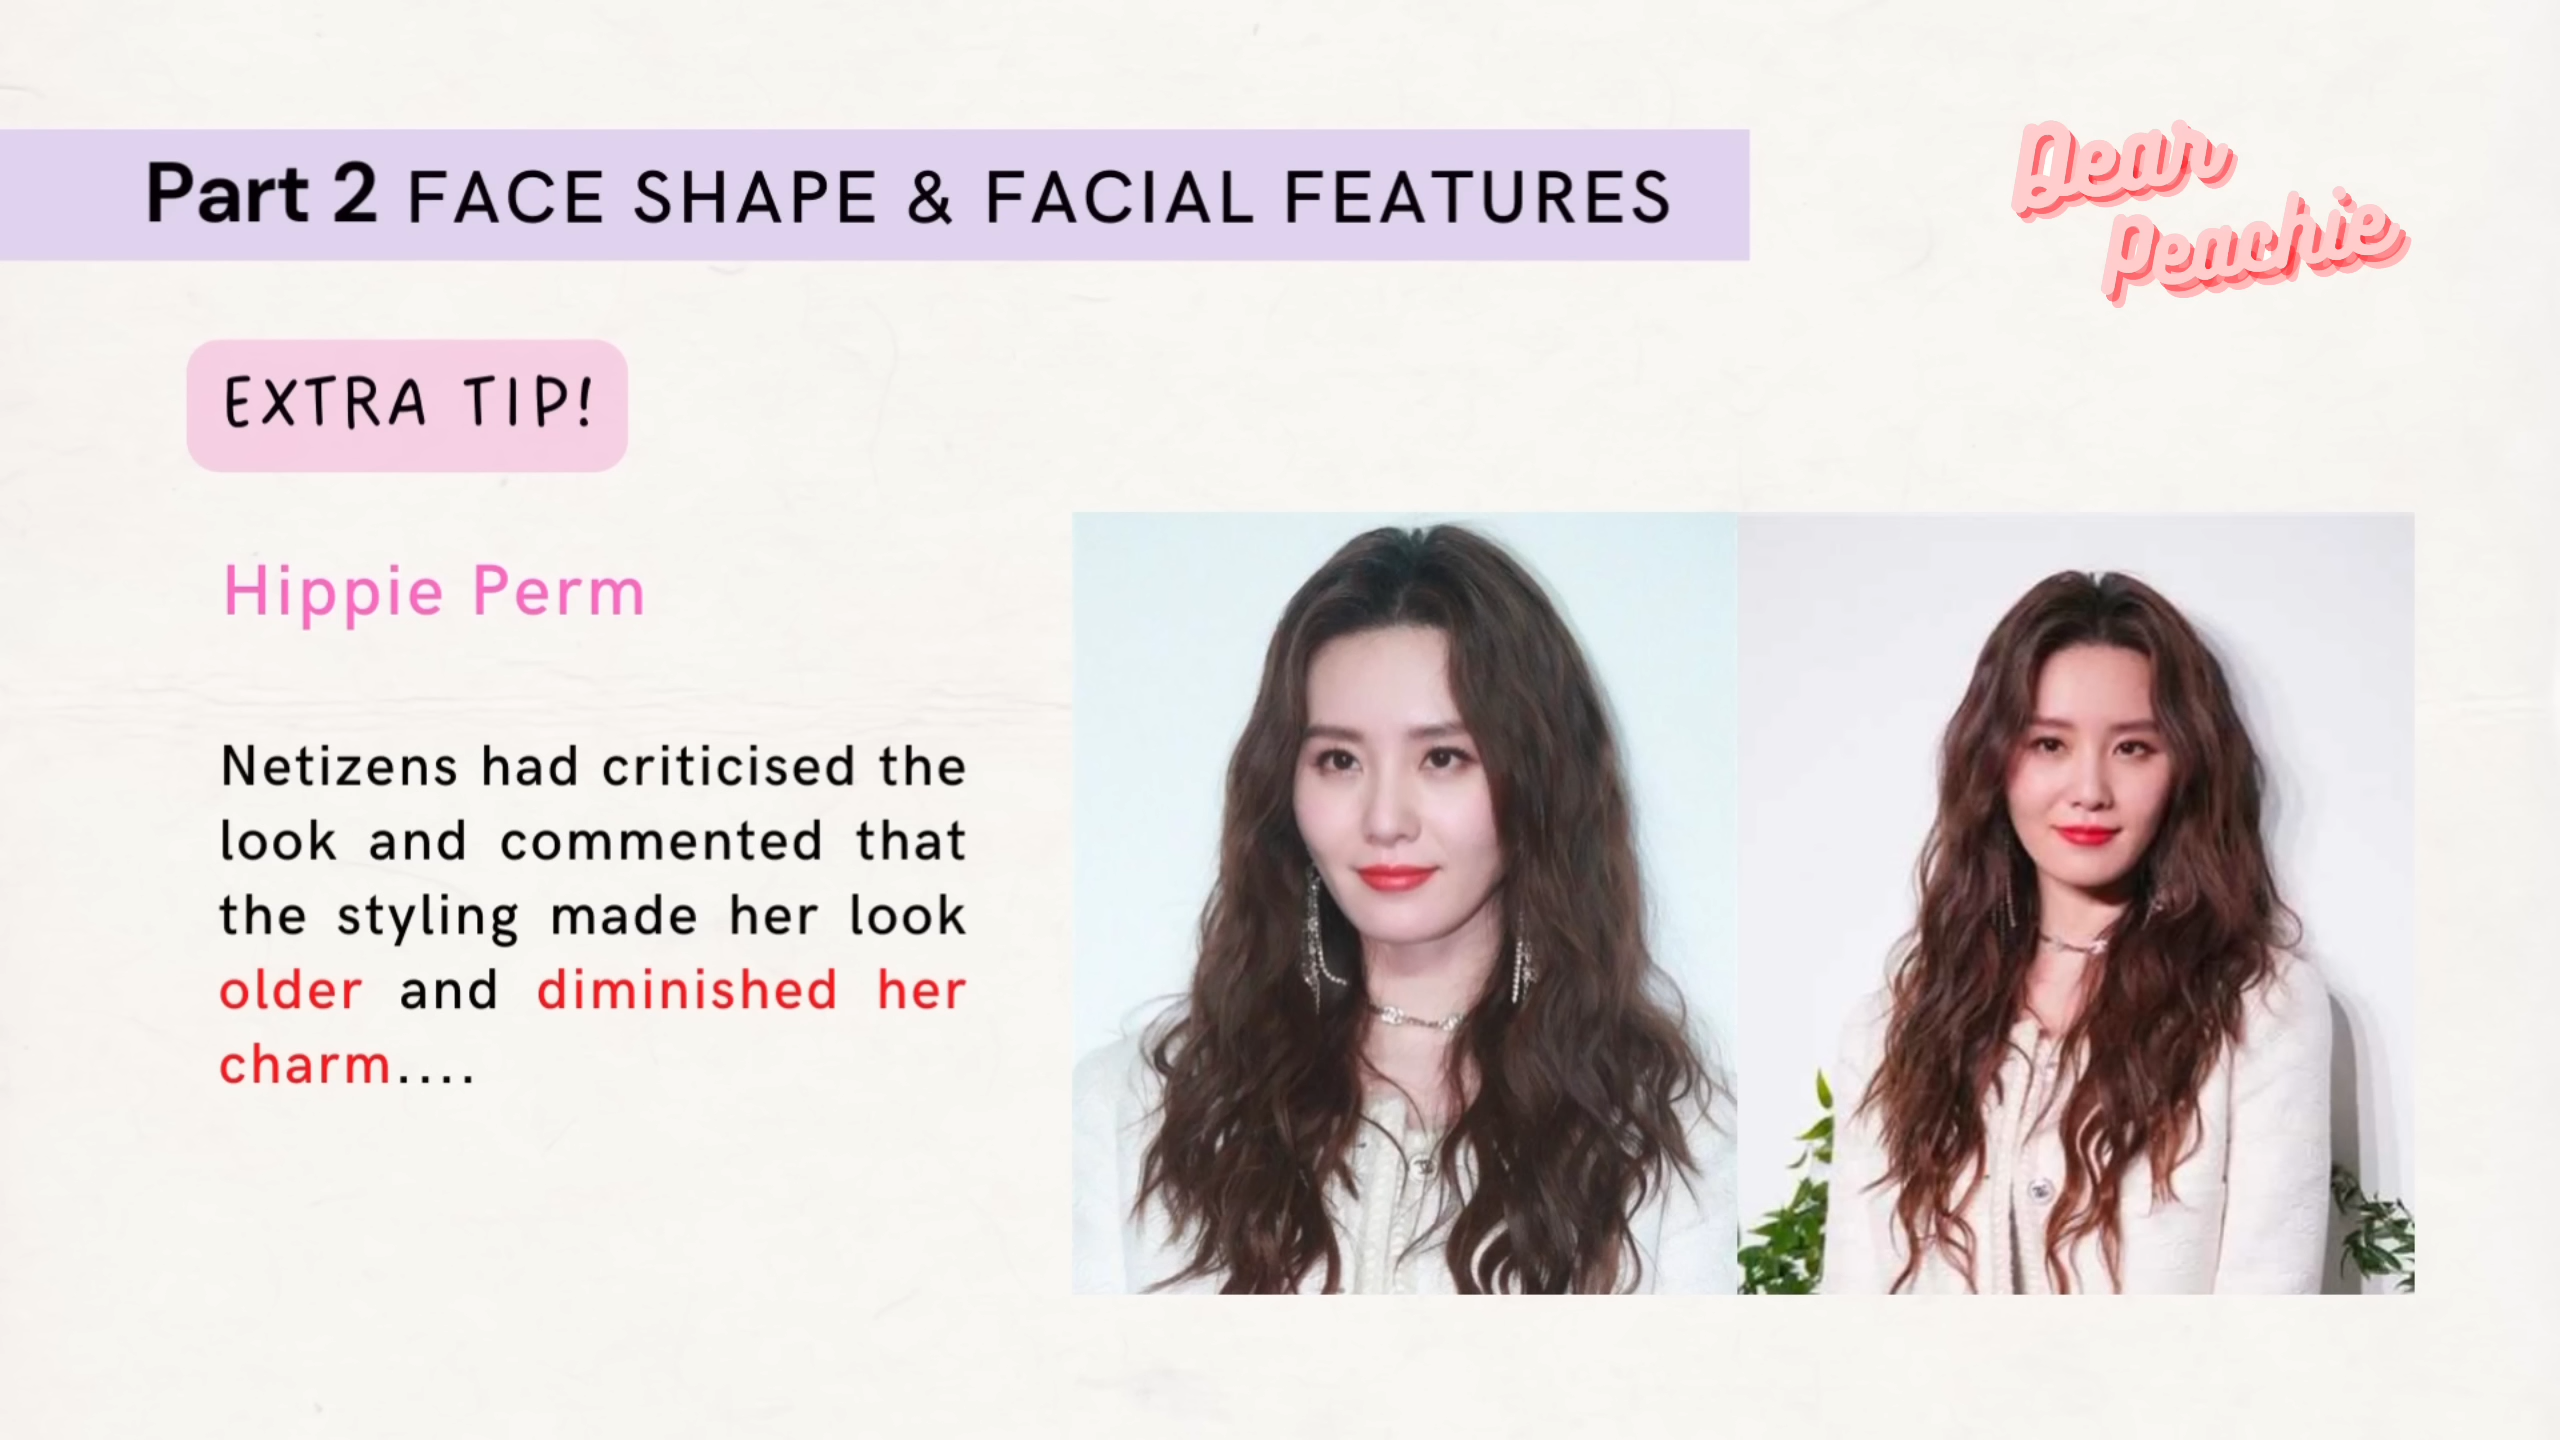 Part 2 FACE SHAPE & FACIAL FEATURES
Dear
Peachie
EXTRA TIP!
Hippie Perm
Netizens had criticised the
look and commented that
the styling made her look
older and diminished her
charm....